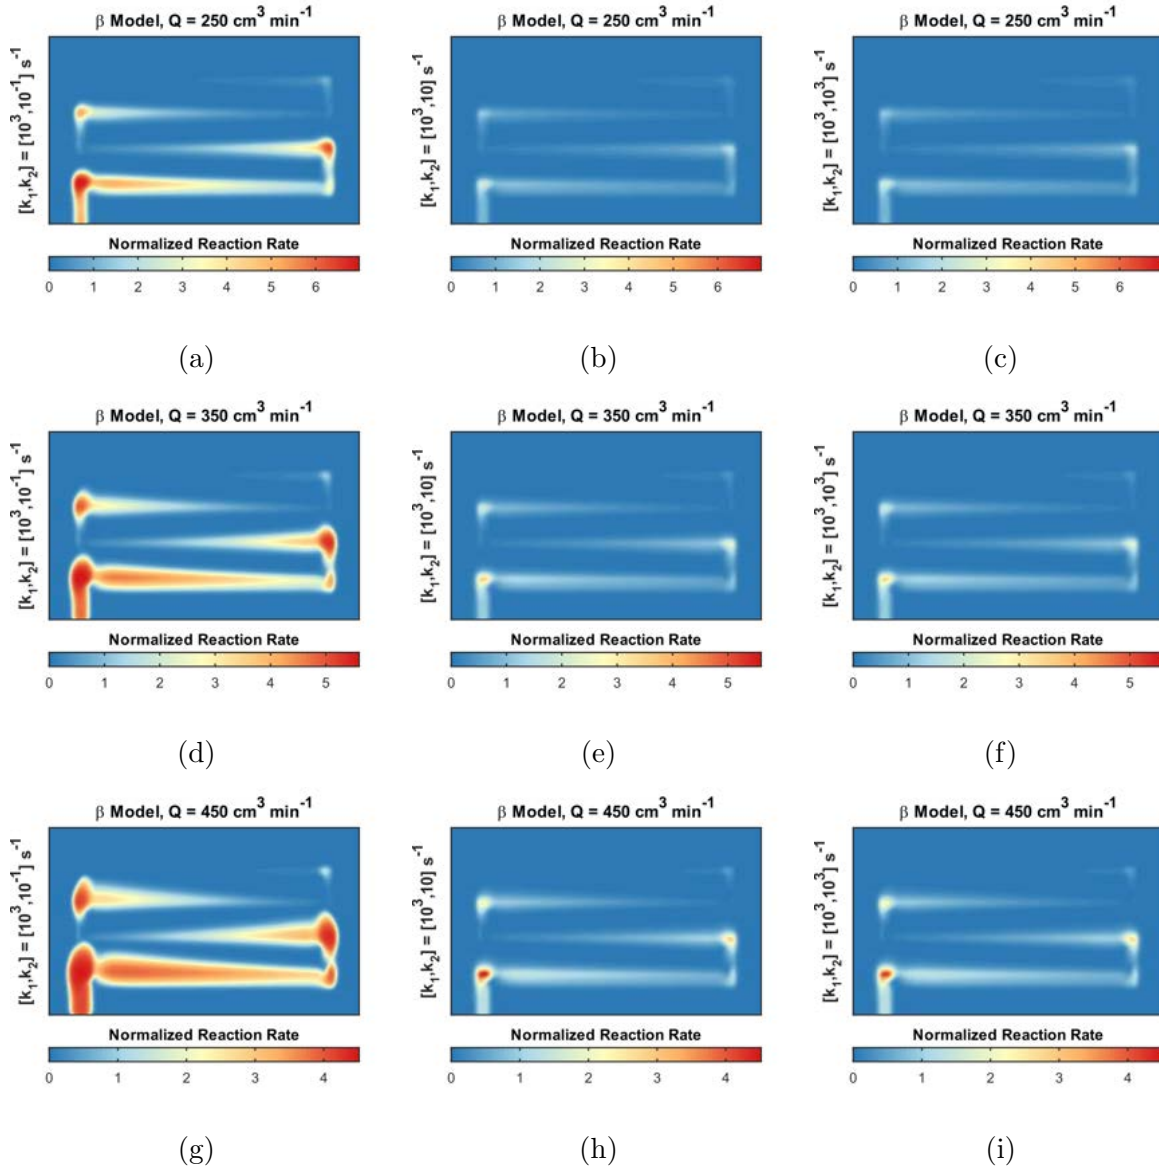 β Model, Q = 250 cm³ min⁻¹
[k₁,k₂] = [10³,10⁻¹] s⁻¹
Normalized Reaction Rate
0 1 2 3 4 5 6
(a)
β Model, Q = 250 cm³ min⁻¹
[k₁,k₂] = [10³,10] s⁻¹
Normalized Reaction Rate
0 1 2 3 4 5 6
(b)
β Model, Q = 250 cm³ min⁻¹
[k₁,k₂] = [10³,10³] s⁻¹
Normalized Reaction Rate
0 1 2 3 4 5 6
(c)
β Model, Q = 350 cm³ min⁻¹
[k₁,k₂] = [10³,10⁻¹] s⁻¹
Normalized Reaction Rate
0 1 2 3 4 5
(d)
β Model, Q = 350 cm³ min⁻¹
[k₁,k₂] = [10³,10] s⁻¹
Normalized Reaction Rate
0 1 2 3 4 5
(e)
β Model, Q = 350 cm³ min⁻¹
[k₁,k₂] = [10³,10³] s⁻¹
Normalized Reaction Rate
0 1 2 3 4 5
(f)
β Model, Q = 450 cm³ min⁻¹
[k₁,k₂] = [10³,10⁻¹] s⁻¹
Normalized Reaction Rate
0 1 2 3 4
(g)
β Model, Q = 450 cm³ min⁻¹
[k₁,k₂] = [10³,10] s⁻¹
Normalized Reaction Rate
0 1 2 3 4
(h)
β Model, Q = 450 cm³ min⁻¹
[k₁,k₂] = [10³,10³] s⁻¹
Normalized Reaction Rate
0 1 2 3 4
(i)